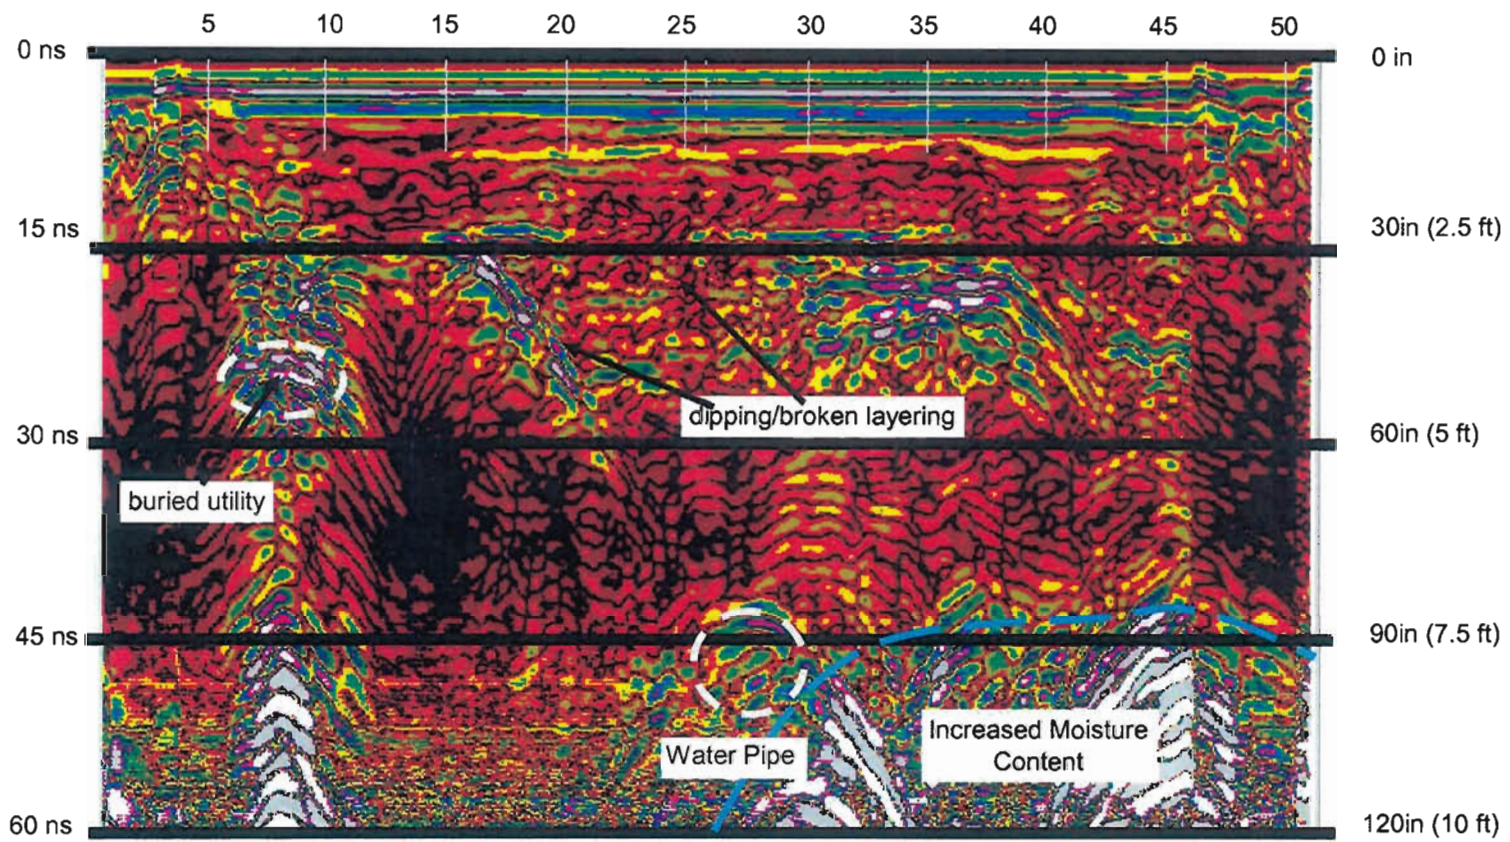 5 10 15 20 25 30 35 40 45 50
0 ns
0 in
15 ns
30in (2.5 ft)
dipping/broken layering
30 ns
60in (5 ft)
buried utility
45 ns
90in (7.5 ft)
Increased Moisture
Content
Water Pipe
60 ns
120in (10 ft)